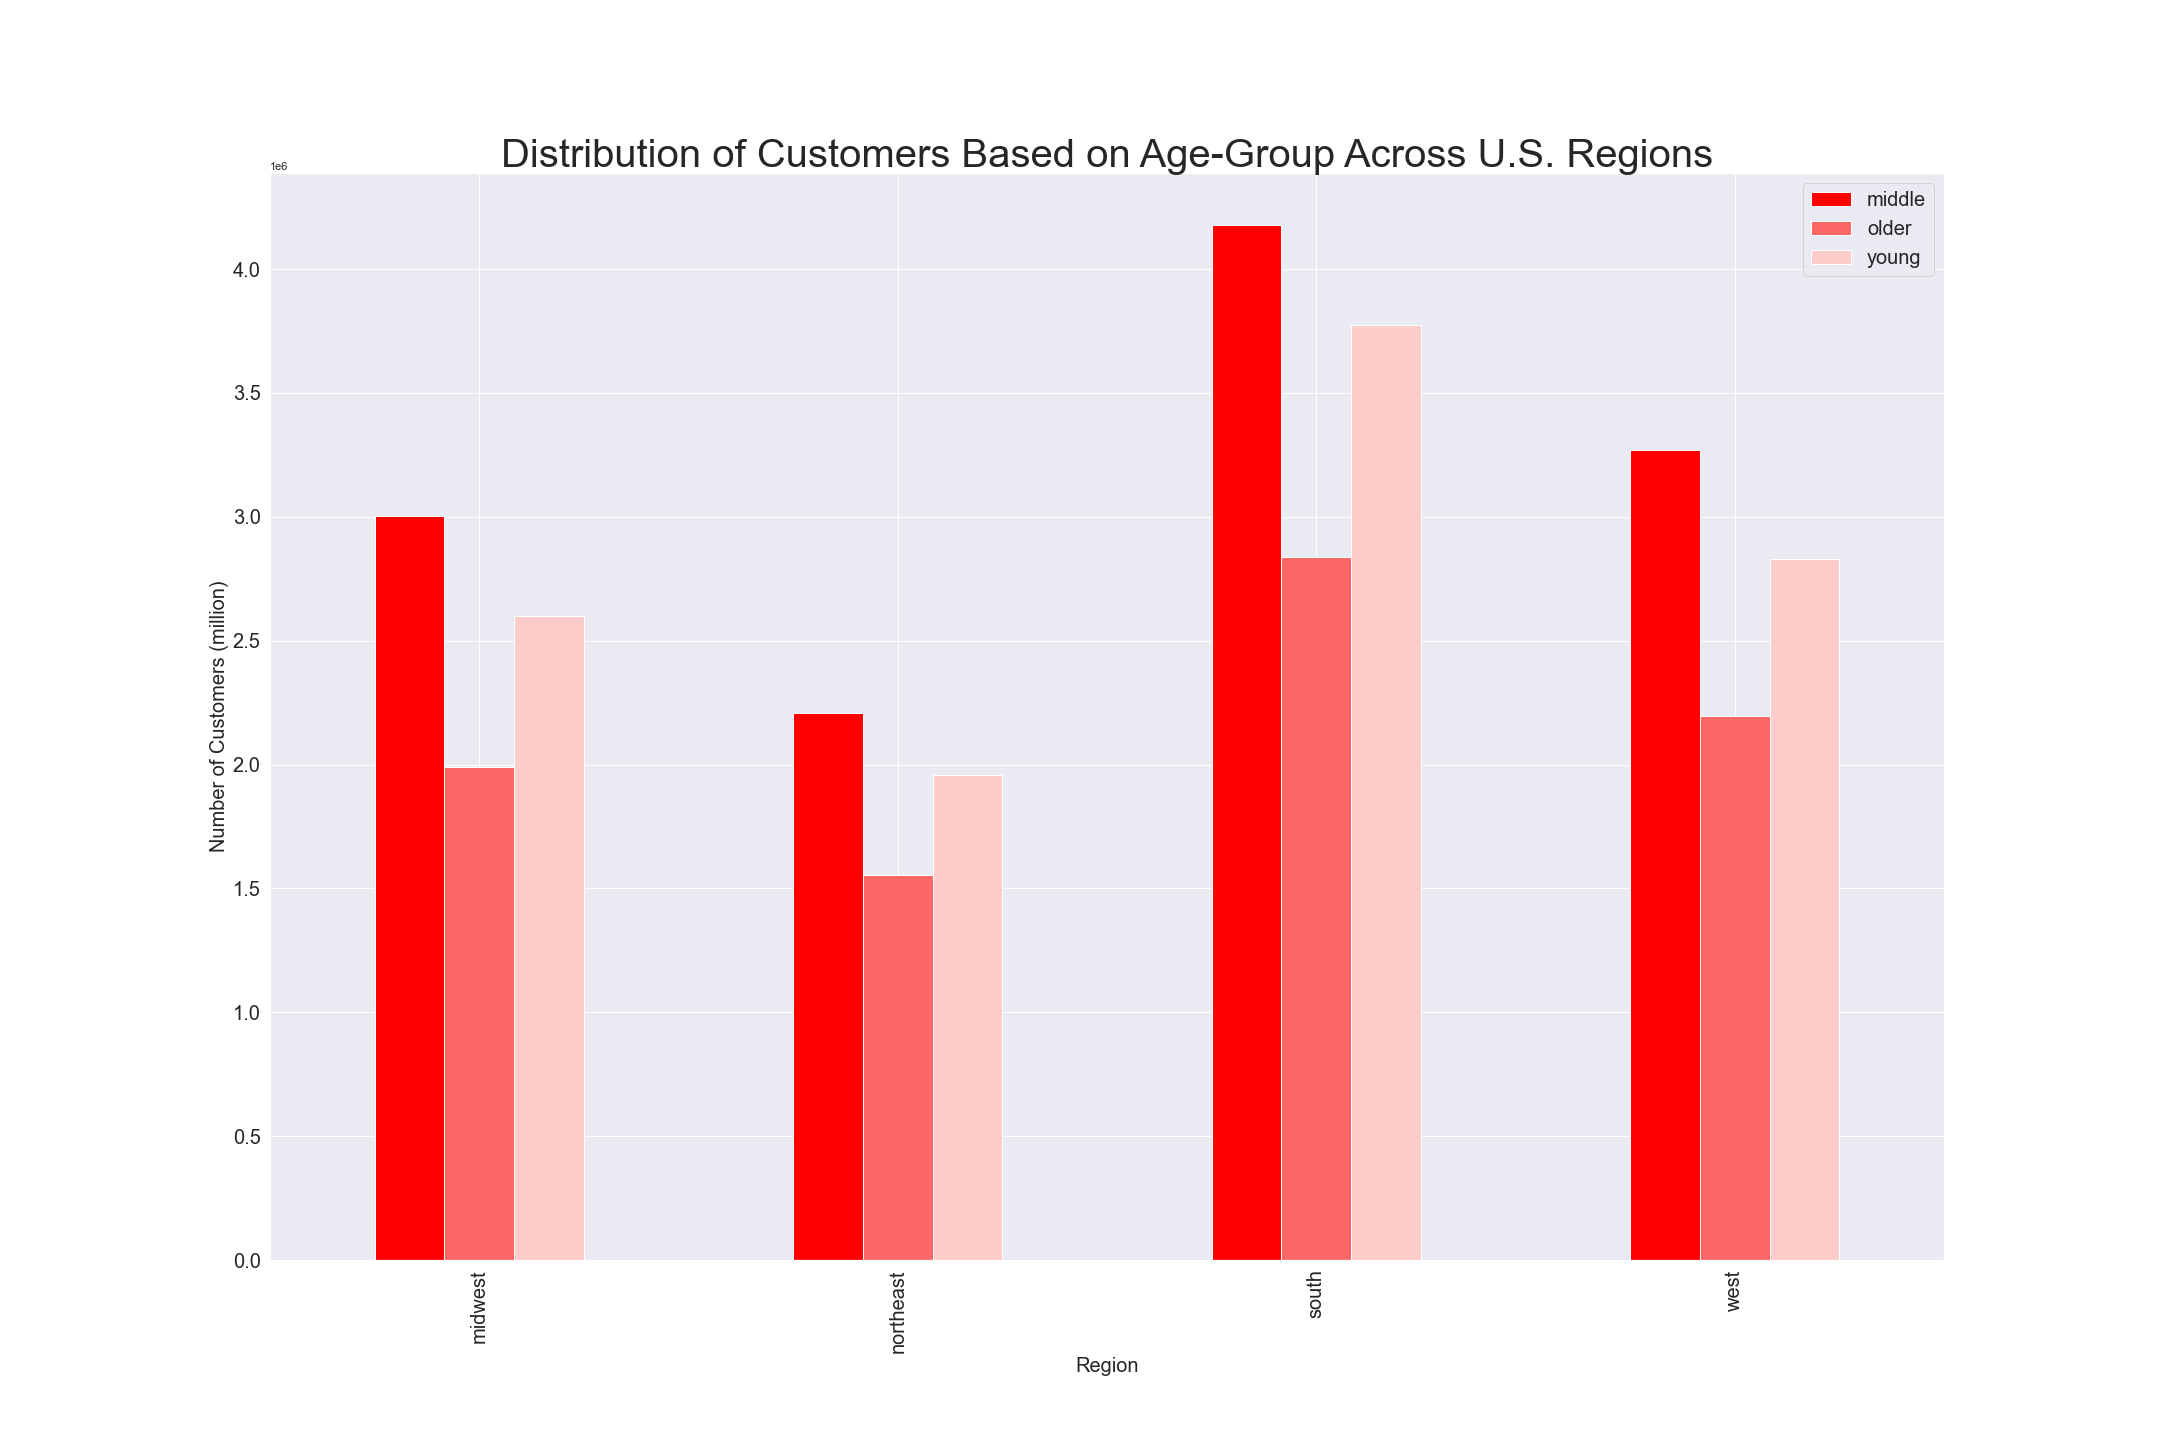 Distribution of Customers Based on Age-Group Across U.S. Regions
1e6
middle
older
young
4.0
3.5
3.0
2.5
2.0
1.5
1.0
0.5
0.0
Number of Customers (million)
midwest
northeast
south
west
Region